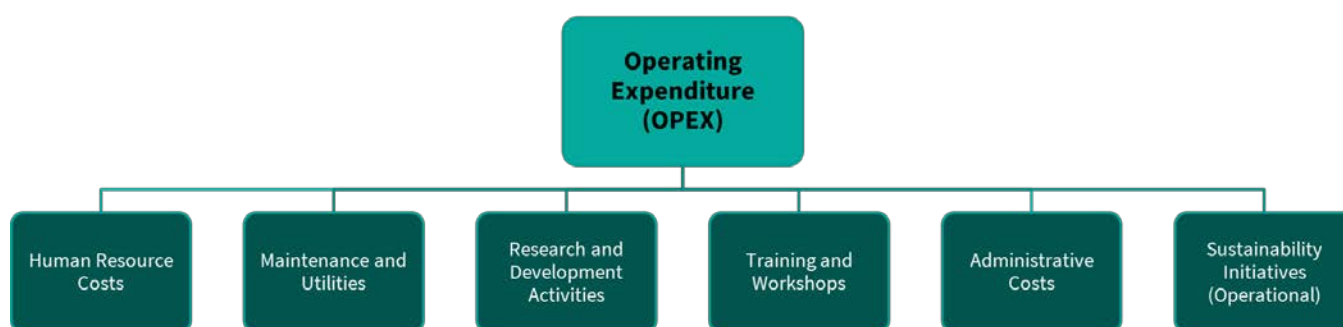 Operating
Expenditure
(OPEX)
Human Resource
Costs
Maintenance and
Utilities
Research and
Development
Activities
Training and
Workshops
Administrative
Costs
Sustainability
Initiatives
(Operational)